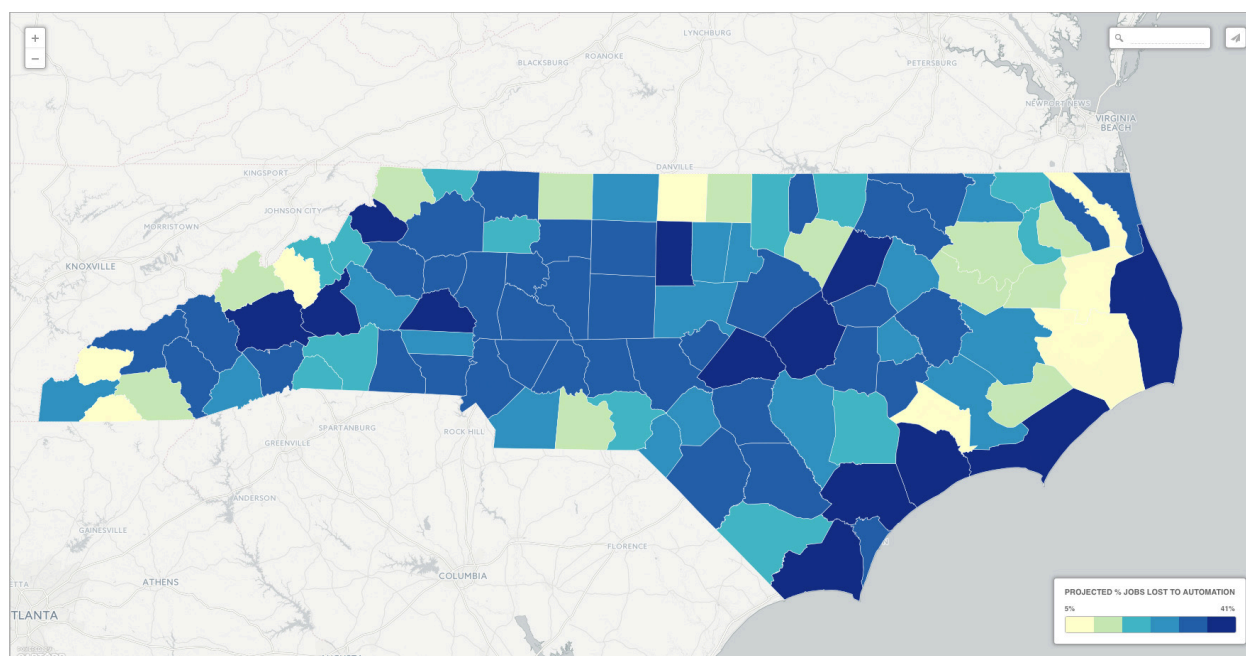 +
−
LYNCHBURG
ROANOKE
BLACKSBURG
PETERSBURG
NEWPORT NEWS
VIRGINIA
BEACH
KINGSPORT
DANVILLE
JOHNSON CITY
MORRISTOWN
KNOXVILLE
SPARTANBURG
ROCK HILL
GREENVILLE
ANDERSON
GAINESVILLE
FLORENCE
COLUMBIA
ATHENS
TLANTA
PROJECTED % JOBS LOST TO AUTOMATION
5% 41%